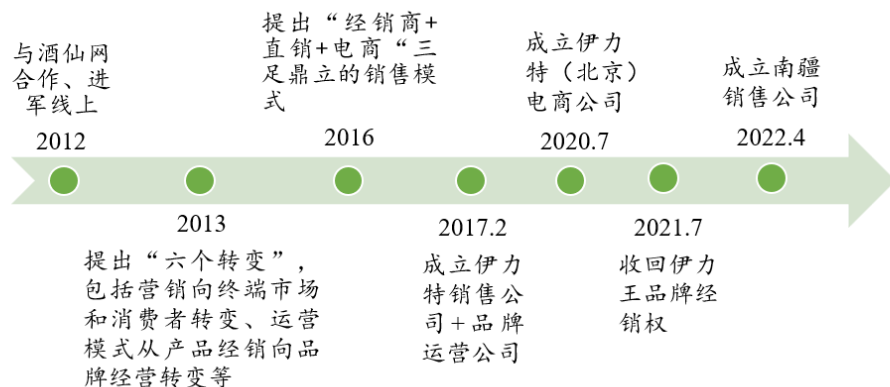 与酒仙网
合作、进
军线上
2012
提出“六个转变”，
包括营销向终端市场
和消费者转变、运营
模式从产品经销向品
牌经营转变等
2013
提出“经销商+
直销+电商“三
足鼎立的销售模
式
2016
2017.2
成立伊力
特销售公
司+品牌
运营公司
成立伊力
特（北京）
电商公司
2020.7
2021.7
收回伊力
王品牌经
销权
成立南疆
销售公司
2022.4